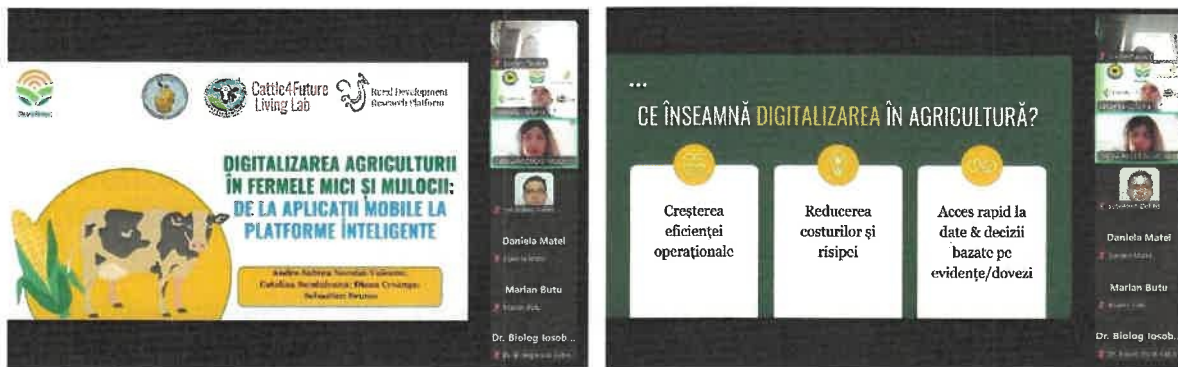 Cattle4Future
Living Lab
Rural Development
Research Platform
DIGITALIZAREA AGRICULTURII
ÎN FERMELE MICI ȘI MIJLOCII:
DE LA APLICAȚII MOBILE LA
PLATFORME INTELIGENTE
Sebastian
Daniela Matei
Marian Butu
Dr. Biolog Iosob...
...
CE ÎNSEAMNĂ DIGITALIZAREA ÎN AGRICULTURĂ?
Creșterea
eficienței
operaționale
Reducerea
costurilor și
risipei
Acces rapid la
date & decizii
bazate pe
evidențe/dovezi
Daniela Matei
Marian Butu
Dr. Biolog Iosob...